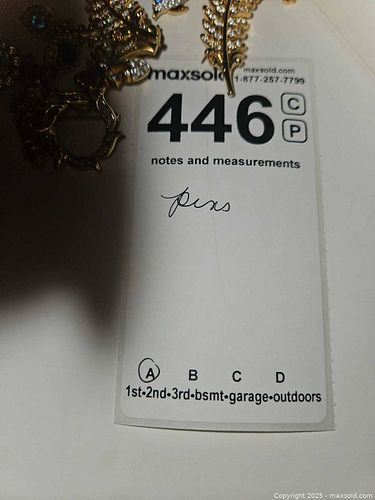 maxsold
maxsold.com
1-877-257-7799
446
C
P
notes and measurements
pins
A B C D
1st•2nd•3rd•bsmt•garage•outdoors
Copyright 2025 - maxsold.com